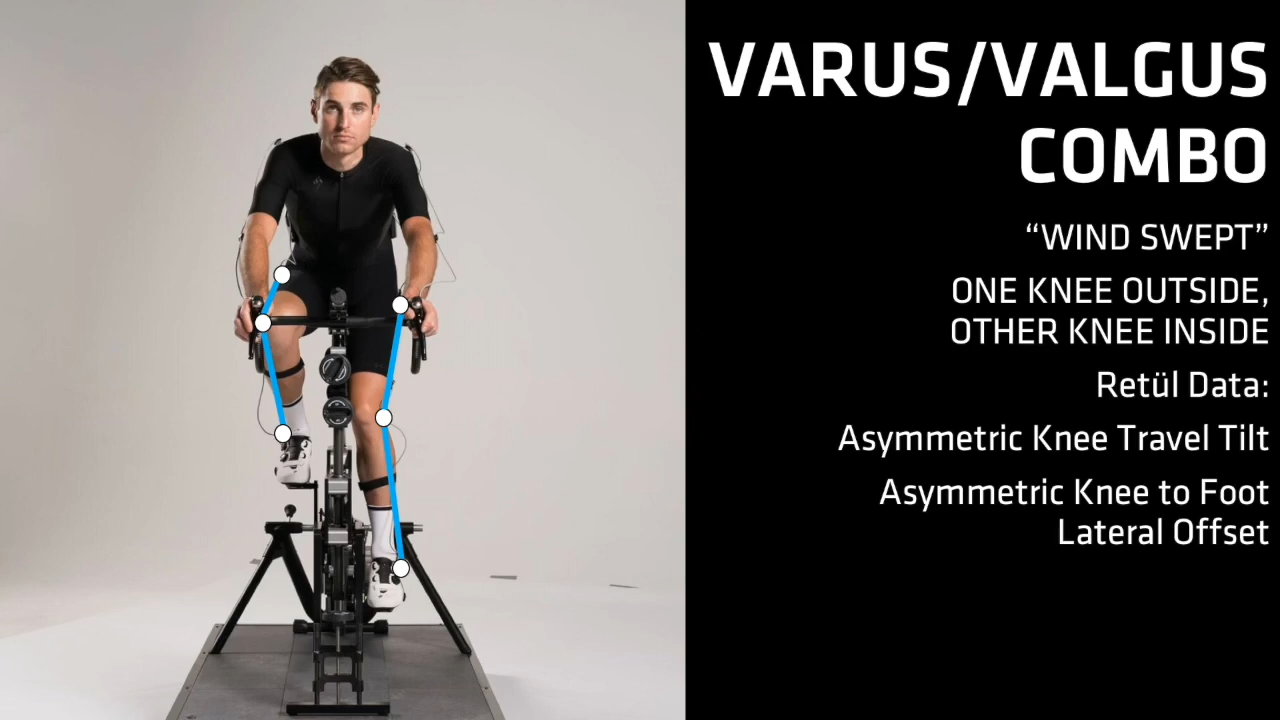 VARUS/VALGUS
COMBO
“WIND SWEPT”
ONE KNEE OUTSIDE,
OTHER KNEE INSIDE
Retül Data:
Asymmetric Knee Travel Tilt
Asymmetric Knee to Foot
Lateral Offset